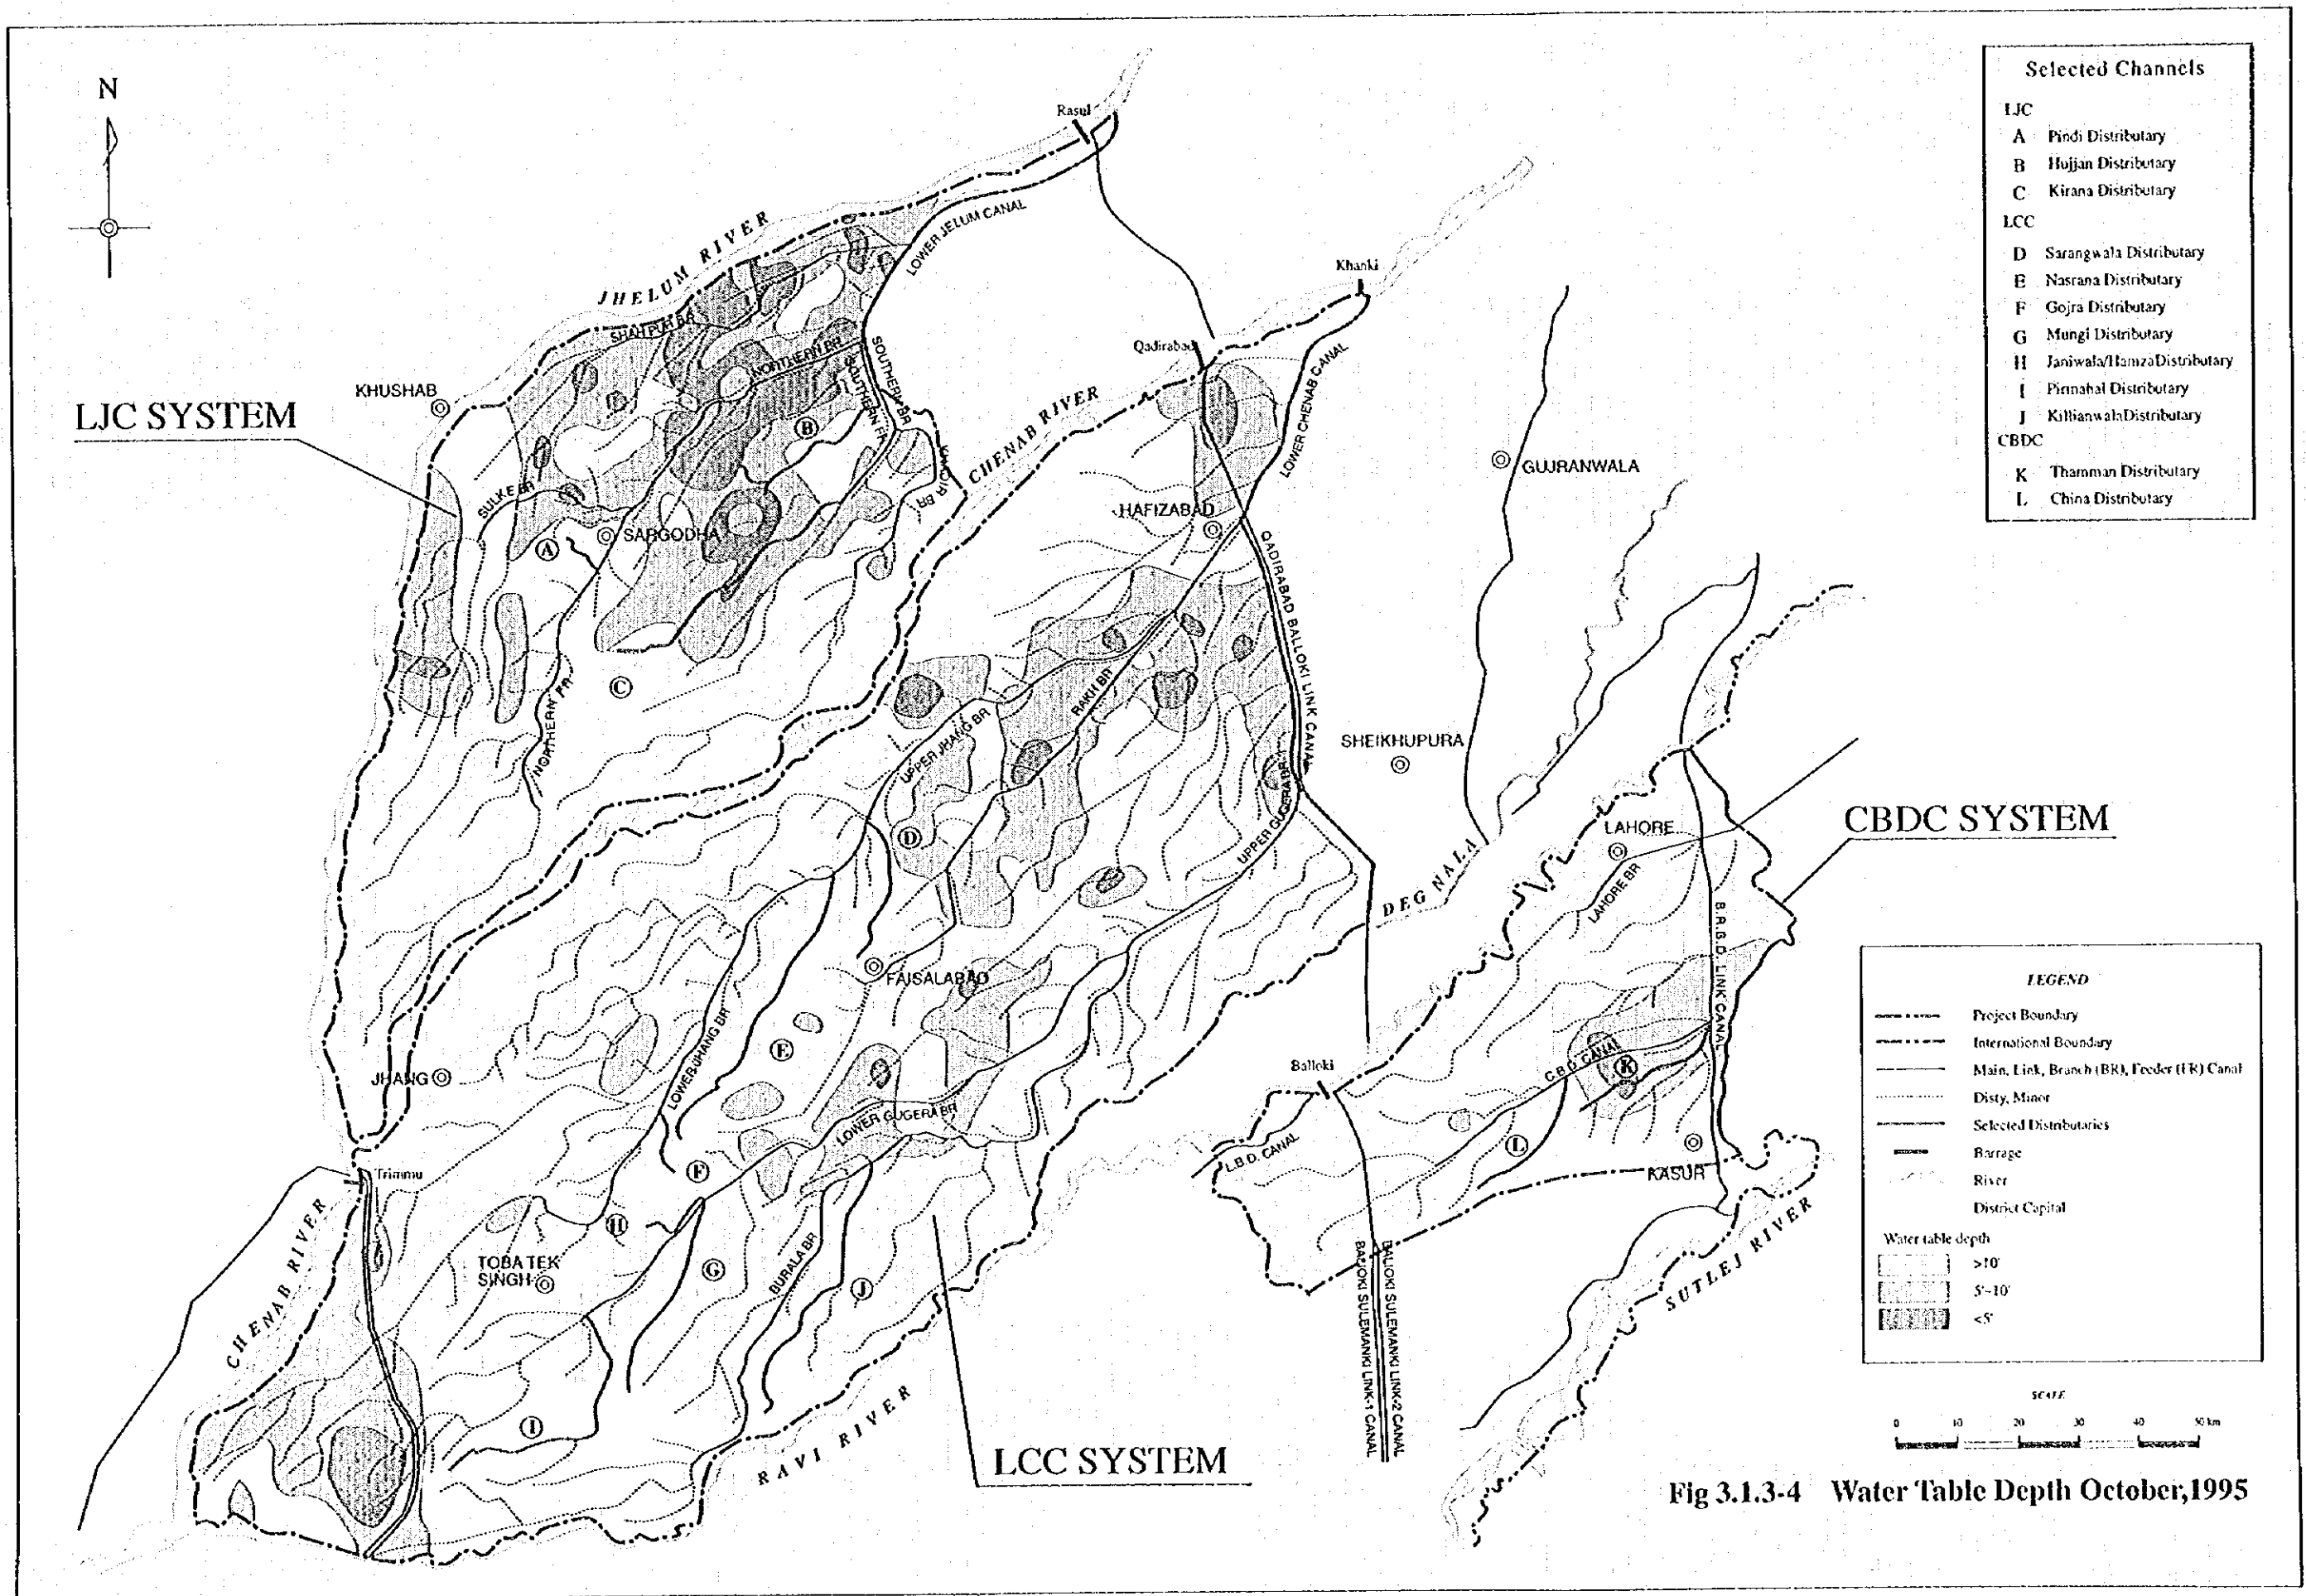 N
Selected Channels
LJC
A Pindi Distributary
B Hujjan Distributary
C Kirana Distributary
LCC
D Sarangwala Distributary
E Nasrana Distributary
F Gojra Distributary
G Mungi Distributary
H Janiwala/HamzaDistributary
I Pirmahal Distributary
J KillianwalaDistributary
CBDC
K Thamman Distributary
L China Distributary
Rasul
LOWER JELUM CANAL
JHELUM RIVER
SHAHPUR BR
NORTHERN BR
SOUTHERN BR
SOUTHERN FR
KHADIR BR
Khanki
Qadirabad
CHENAB RIVER
LOWER CHENAB CANAL
KHUSHAB
LJC SYSTEM
SULKE BR
SARGODHA
A
B
C
NORTHERN FR
HAFIZABAD
GUJRANWALA
QADIRABAD BALLOKI LINK CANAL
RAKH BR
UPPER JHANG BR
UPPER GUGERA BR
SHEIKHUPURA
D
DEG NALA
LAHORE
LAHORE BR
CBDC SYSTEM
B.R.B.D. LINK CANAL
FAISALABAD
LOWER JHANG BR
E
JHANG
LOWER GUGERA BR
F
Balloki
C.B.D. CANAL
K
L
L.B.D. CANAL
KASUR
Trimmu
CHENAB RIVER
H
TOBA TEK
SINGH
G
BURALA BR
J
I
BALLOKI SULEMANKI LINK-1 CANAL
BALLOKI SULEMANKI LINK-2 CANAL
SUTLEJ RIVER
RAVI RIVER
LCC SYSTEM
LEGEND
Project Boundary
International Boundary
Main, Link, Branch (BR), Feeder (FR) Canal
Disty, Minor
Selected Distributaries
Barrage
River
District Capital
Water table depth
>10'
5'-10'
<5'
SCALE
0 10 20 30 40 50 km
Fig 3.1.3-4 Water Table Depth October,1995